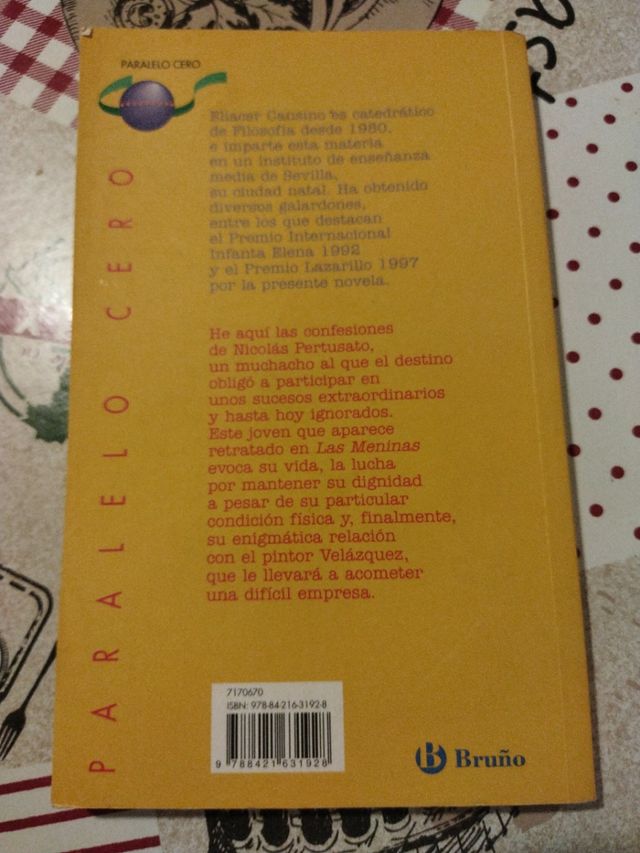 PARALELO CERO
PARALELO CERO
Eliacer Cansino es catedrático
de Filosofía desde 1980,
e imparte esta materia
en un instituto de enseñanza
media de Sevilla,
su ciudad natal. Ha obtenido
diversos galardones,
entre los que destacan
el Premio Internacional
Infanta Elena 1992
y el Premio Lazarillo 1997
por la presente novela.
He aquí las confesiones
de Nicolás Pertusato,
un muchacho al que el destino
obligó a participar en
unos sucesos extraordinarios
y hasta hoy ignorados.
Este joven que aparece
retratado en Las Meninas
evoca su vida, la lucha
por mantener su dignidad
a pesar de su particular
condición física y, finalmente,
su enigmática relación
con el pintor Velázquez,
que le llevará a acometer
una difícil empresa.
7170670
ISBN: 978-84-216-3192-8
9 788421 631928
B Bruño